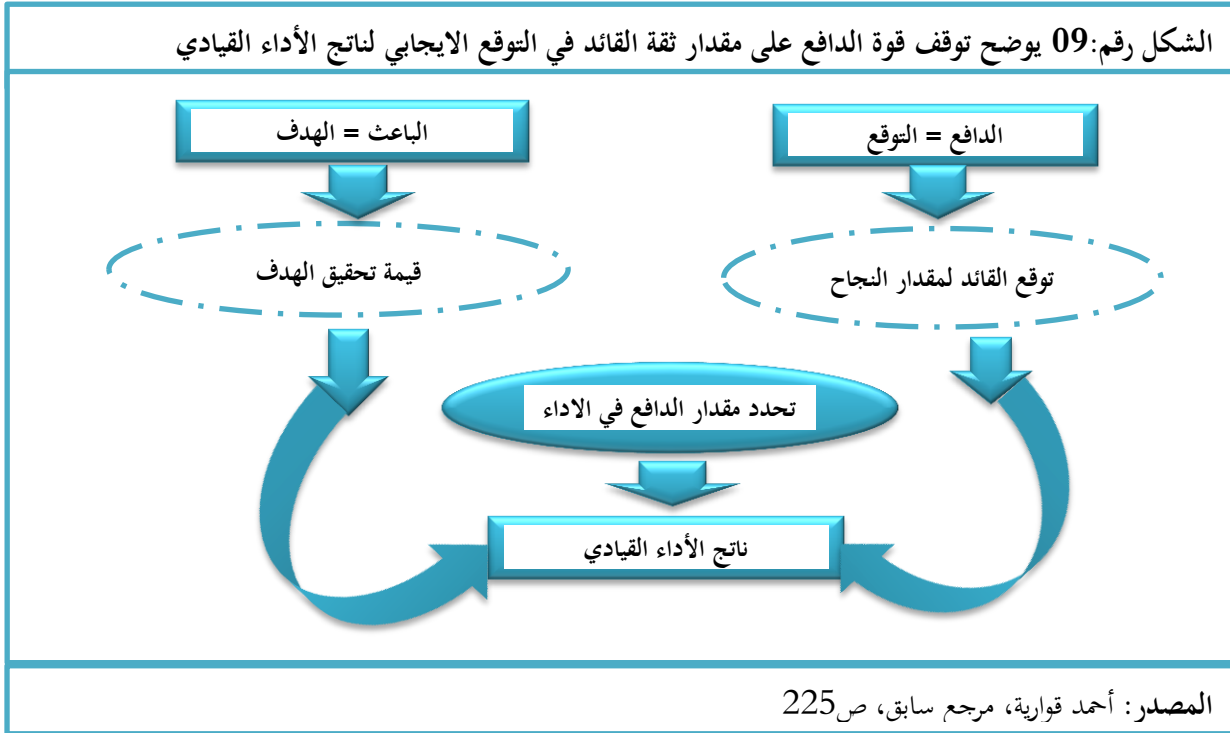 الشكل رقم:09 يوضح توقف قوة الدافع على مقدار ثقة القائد في التوقع الايجابي لناتج الأداء القيادي
الدافع = التوقع
الباعث = الهدف
توقع القائد لمقدار النجاح
قيمة تحقيق الهدف
تحدد مقدار الدافع في الاداء
ناتج الأداء القيادي
المصدر: أحمد قوارية، مرجع سابق، ص225